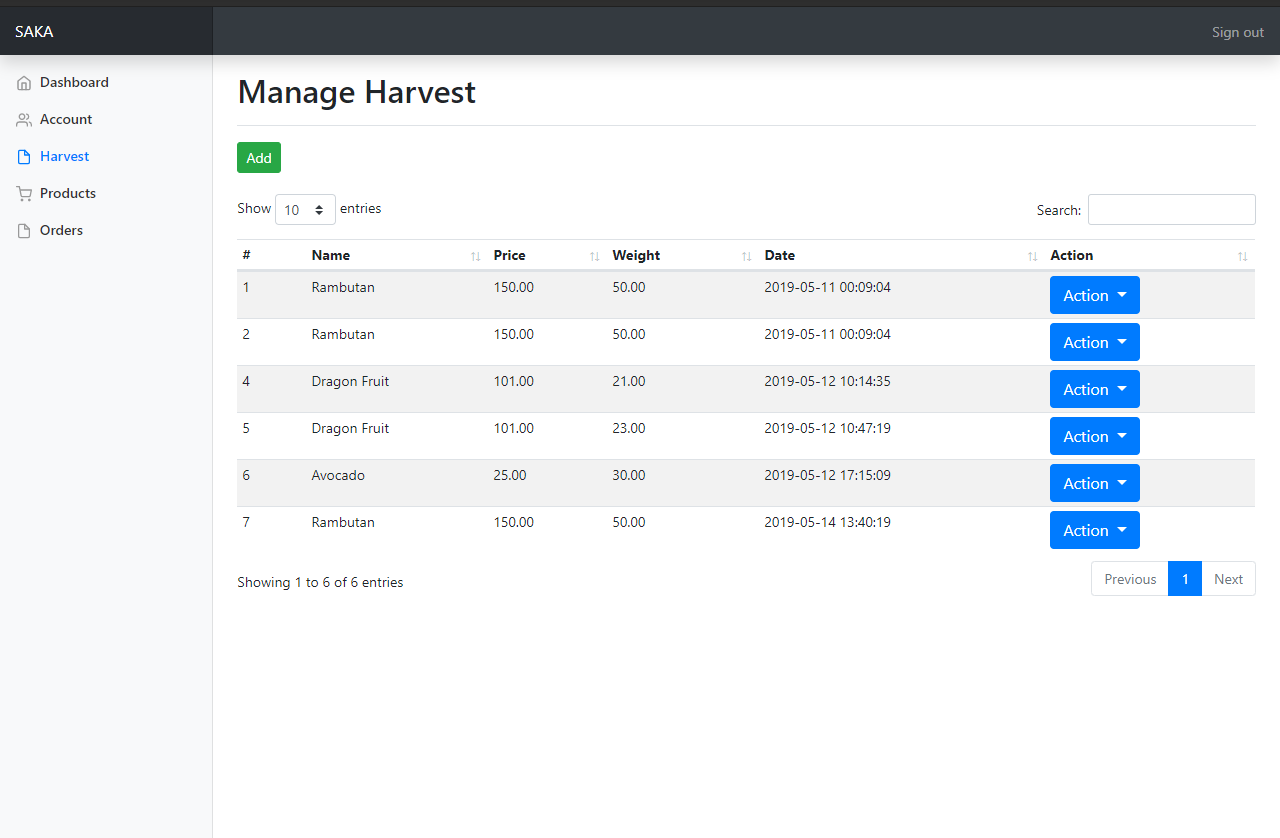 SAKA
Sign out
Dashboard
Account
Harvest
Products
Orders
Manage Harvest
Add
Show 10 entries
Search:
# Name Price Weight Date Action
1 Rambutan 150.00 50.00 2019-05-11 00:09:04 Action
2 Rambutan 150.00 50.00 2019-05-11 00:09:04 Action
4 Dragon Fruit 101.00 21.00 2019-05-12 10:14:35 Action
5 Dragon Fruit 101.00 23.00 2019-05-12 10:47:19 Action
6 Avocado 25.00 30.00 2019-05-12 17:15:09 Action
7 Rambutan 150.00 50.00 2019-05-14 13:40:19 Action
Showing 1 to 6 of 6 entries
Previous 1 Next